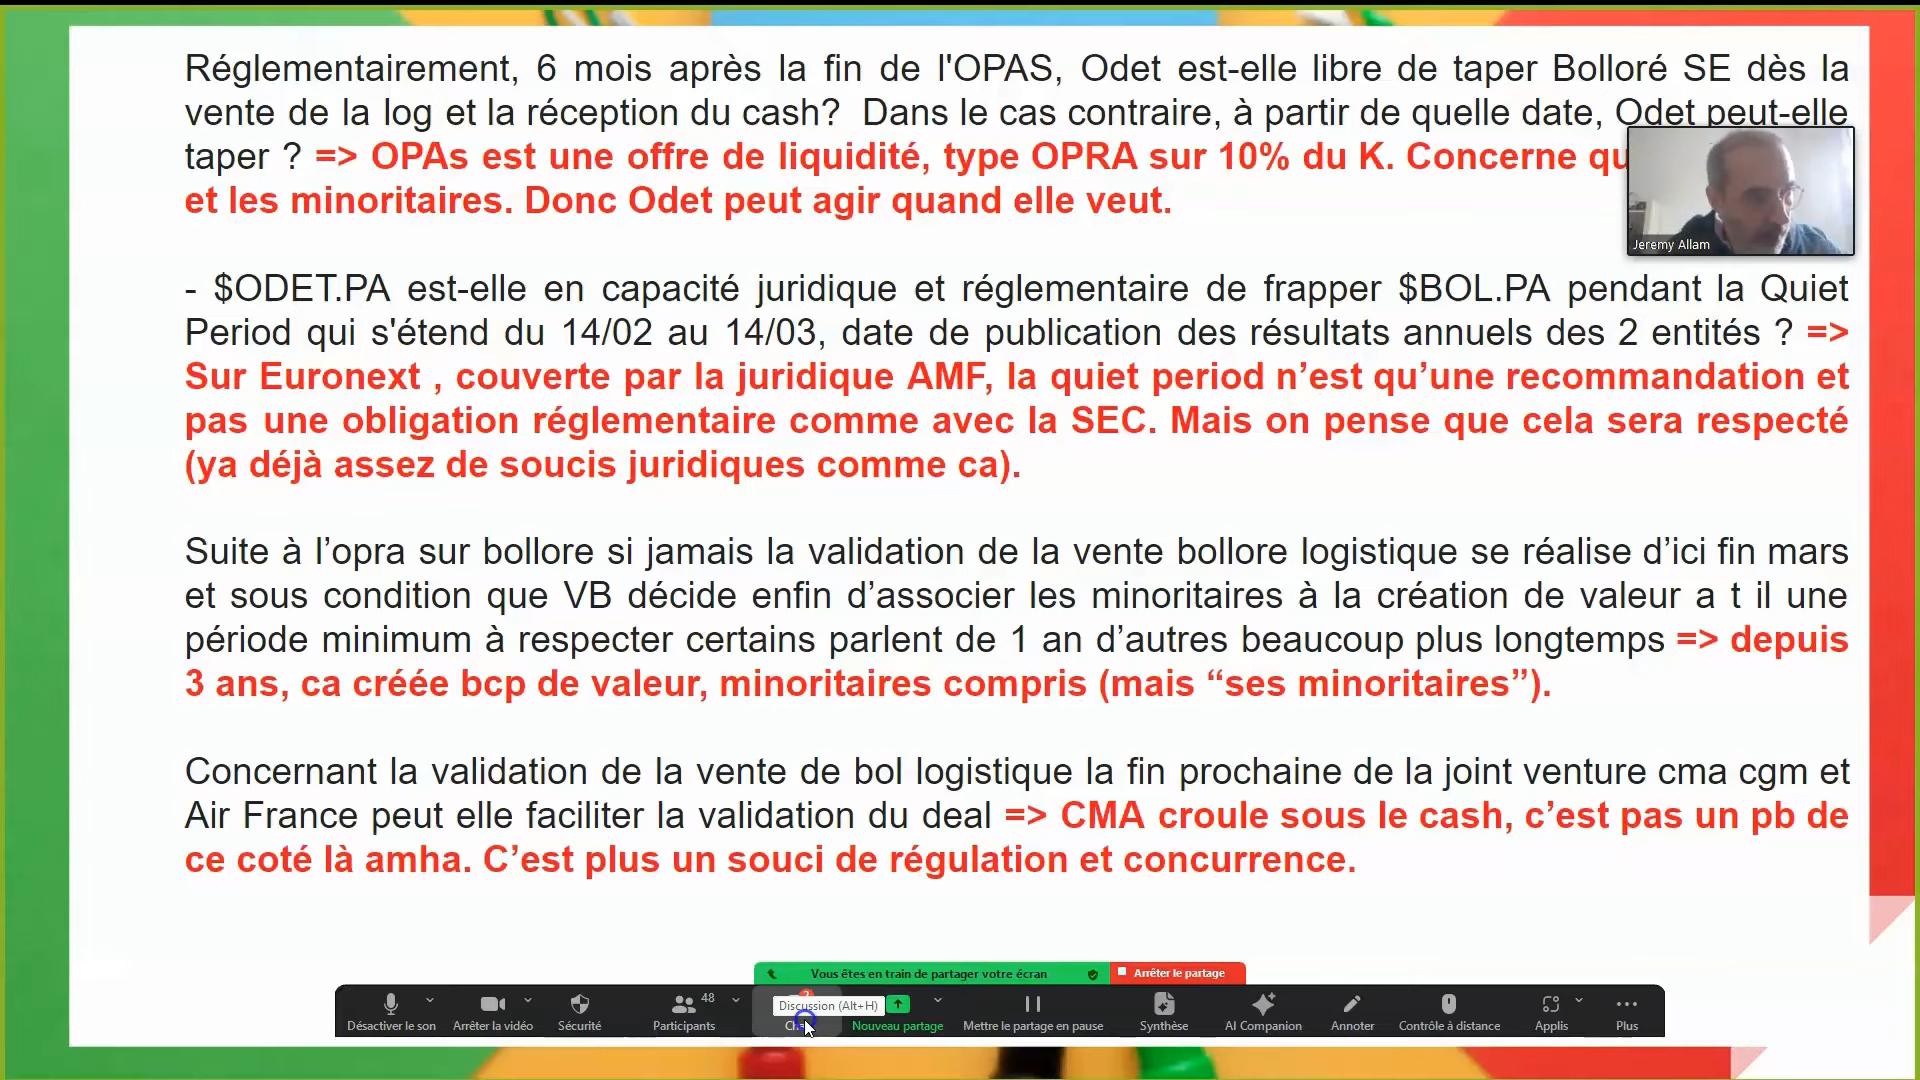 Réglementairement, 6 mois après la fin de l'OPAS, Odet est-elle libre de taper Bolloré SE dès la
vente de la log et la réception du cash? Dans le cas contraire, à partir de quelle date, Odet peut-elle
taper ? => OPAs est une offre de liquidité, type OPRA sur 10% du K. Concerne
et les minoritaires. Donc Odet peut agir quand elle veut.
Jeremy Allam
- $ODET.PA est-elle en capacité juridique et réglementaire de frapper $BOL.PA pendant la Quiet
Period qui s'étend du 14/02 au 14/03, date de publication des résultats annuels des 2 entités ? =>
Sur Euronext , couverte par la juridique AMF, la quiet period n’est qu’une recommandation et
pas une obligation réglementaire comme avec la SEC. Mais on pense que cela sera respecté
(ya déjà assez de soucis juridiques comme ca).
Suite à l’opra sur bollore si jamais la validation de la vente bollore logistique se réalise d’ici fin mars
et sous condition que VB décide enfin d’associer les minoritaires à la création de valeur a t il une
période minimum à respecter certains parlent de 1 an d’autres beaucoup plus longtemps => depuis
3 ans, ca créée bcp de valeur, minoritaires compris (mais “ses minoritaires”).
Concernant la validation de la vente de bol logistique la fin prochaine de la joint venture cma cgm et
Air France peut elle faciliter la validation du deal => CMA croule sous le cash, c’est pas un pb de
ce coté là amha. C’est plus un souci de régulation et concurrence.
Vous êtes en train de partager votre écran Arrêter le partage
48
Discussion (Alt+H)
Désactiver le son Arrêter la vidéo Sécurité Participants Nouveau partage Mettre le partage en pause Synthèse AI Companion Annoter Contrôle à distance Applis Plus